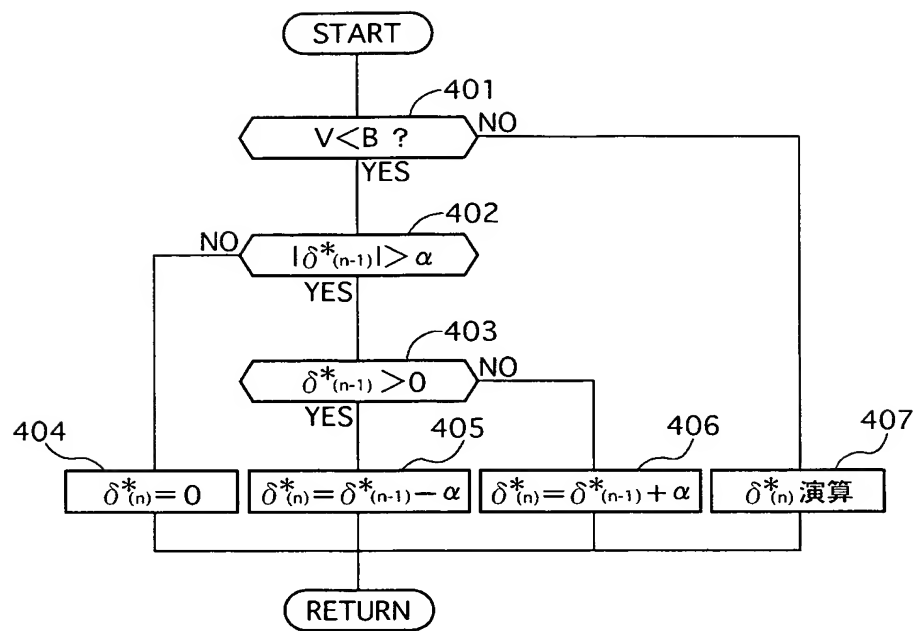 START
401
V<B ?
NO
YES
402
NO
|δ*(n-1)|>α
YES
403
δ*(n-1)>0
NO
YES
404
405
406
407
δ*(n)=0
δ*(n)=δ*(n-1)-α
δ*(n)=δ*(n-1)+α
δ*(n)演算
RETURN